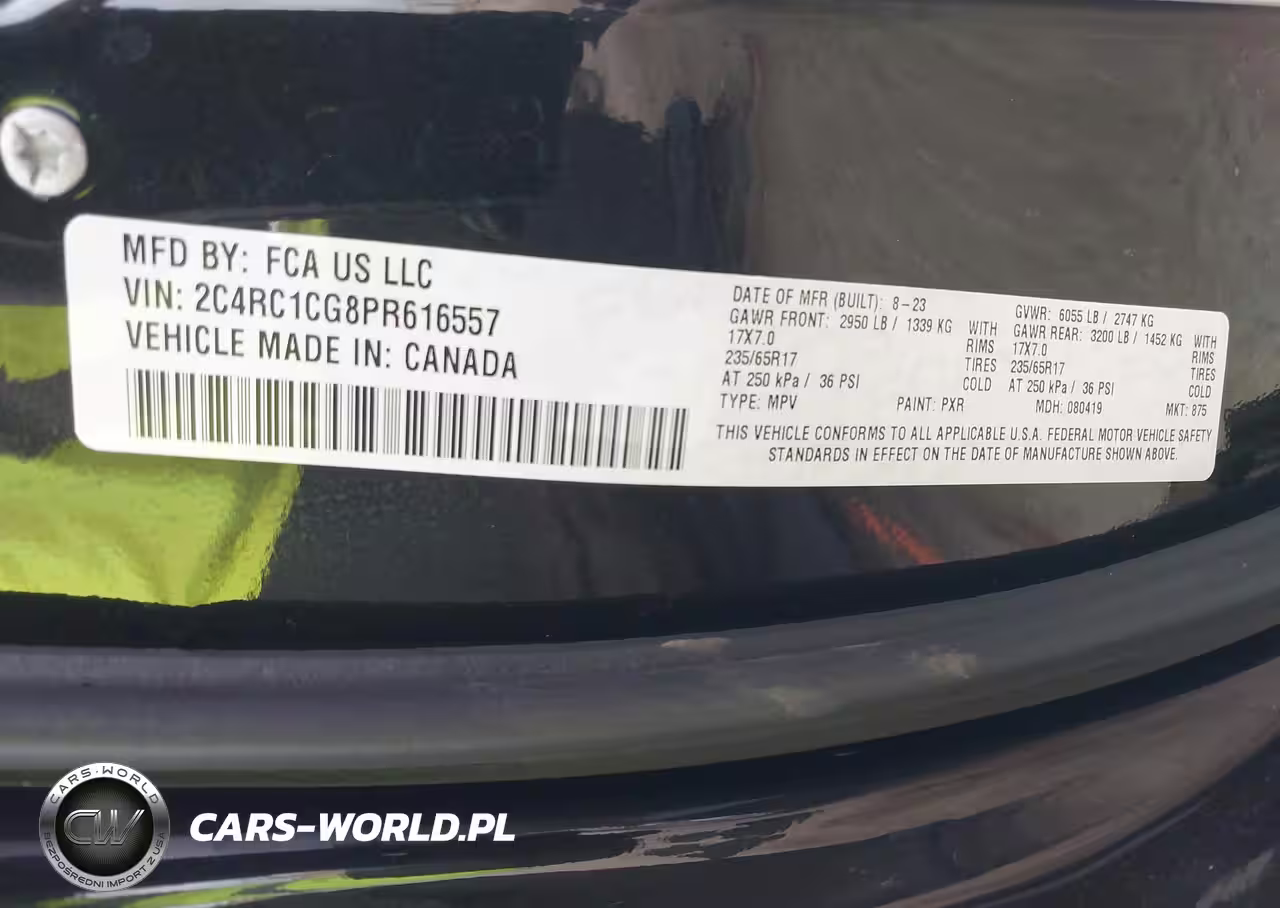 MFD BY: FCA US LLC
VIN: 2C4RC1CG8PR616557
VEHICLE MADE IN: CANADA
DATE OF MFR (BUILT): 8-23
GVWR: 6055 LB / 2747 KG
GAWR FRONT: 2950 LB / 1339 KG WITH
17X7.0 RIMS
235/65R17 TIRES
AT 250 kPa / 36 PSI COLD
GAWR REAR: 3200 LB / 1452 KG WITH
17X7.0 RIMS
235/65R17 TIRES
AT 250 kPa / 36 PSI COLD
TYPE: MPV PAINT: PXR MDH: 080419 MKT: 875
THIS VEHICLE CONFORMS TO ALL APPLICABLE U.S.A. FEDERAL MOTOR VEHICLE SAFETY
STANDARDS IN EFFECT ON THE DATE OF MANUFACTURE SHOWN ABOVE.
CARS-WORLD
CW
BEZPOŚREDNI IMPORT Z USA
CARS-WORLD.PL